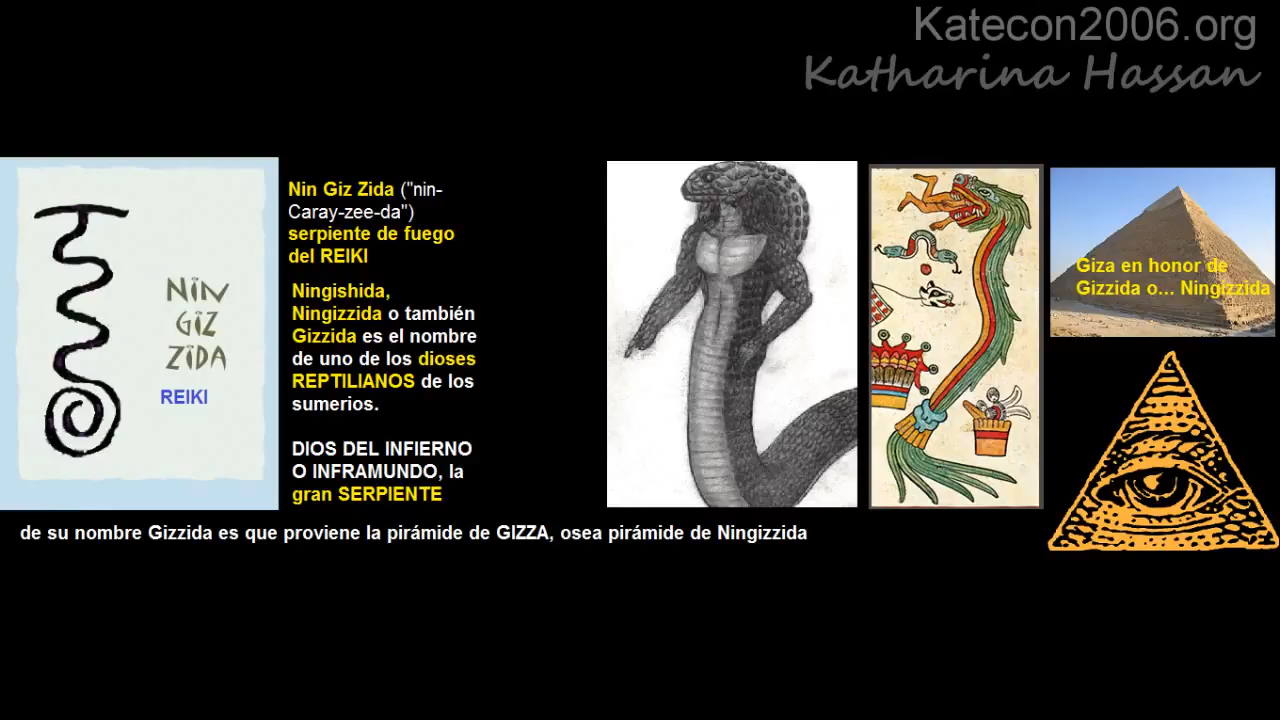 Katecon2006.org
Katharina Hassan
NiN
GiZ
ZiDA
REIKI
Nin Giz Zida ("nin-
Caray-zee-da")
serpiente de fuego
del REIKI
Ningishida,
Ningizzida o también
Gizzida es el nombre
de uno de los dioses
REPTILIANOS de los
sumerios.
DIOS DEL INFIERNO
O INFRAMUNDO, la
gran SERPIENTE
Giza en honor de
Gizzida o... Ningizzida
de su nombre Gizzida es que proviene la pirámide de GIZZA, osea pirámide de Ningizzida